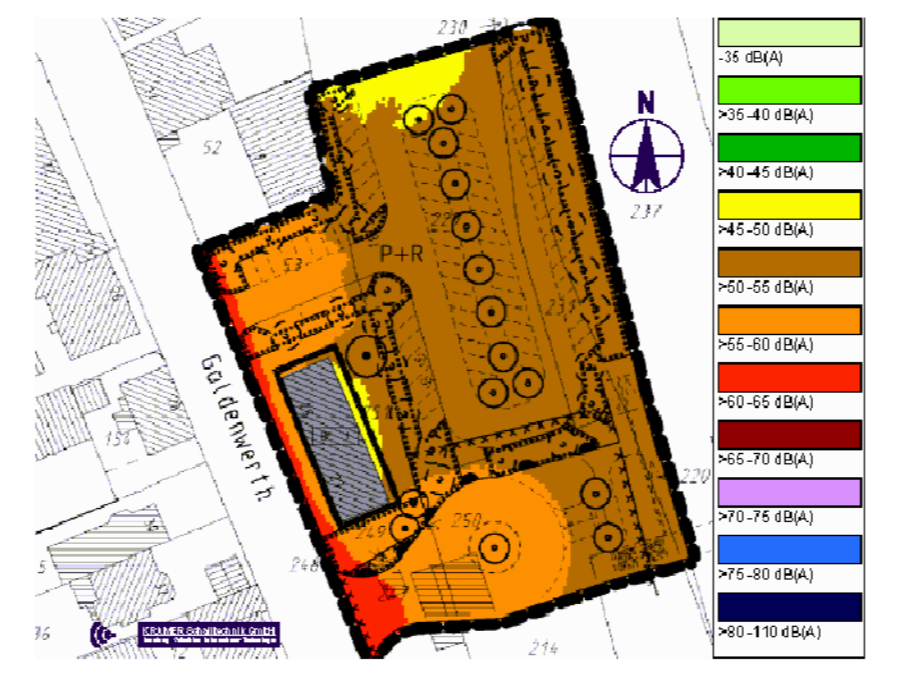 230
52
N
237
220
P+R
53
235
Galdenwerth
154
220
250
249
248
214
36
5
KRAMER Schalltechnik GmbH
-35 dB(A)
>35-40 dB(A)
>40-45 dB(A)
>45-50 dB(A)
>50-55 dB(A)
>55-60 dB(A)
>60-65 dB(A)
>65-70 dB(A)
>70-75 dB(A)
>75-80 dB(A)
>80-110 dB(A)